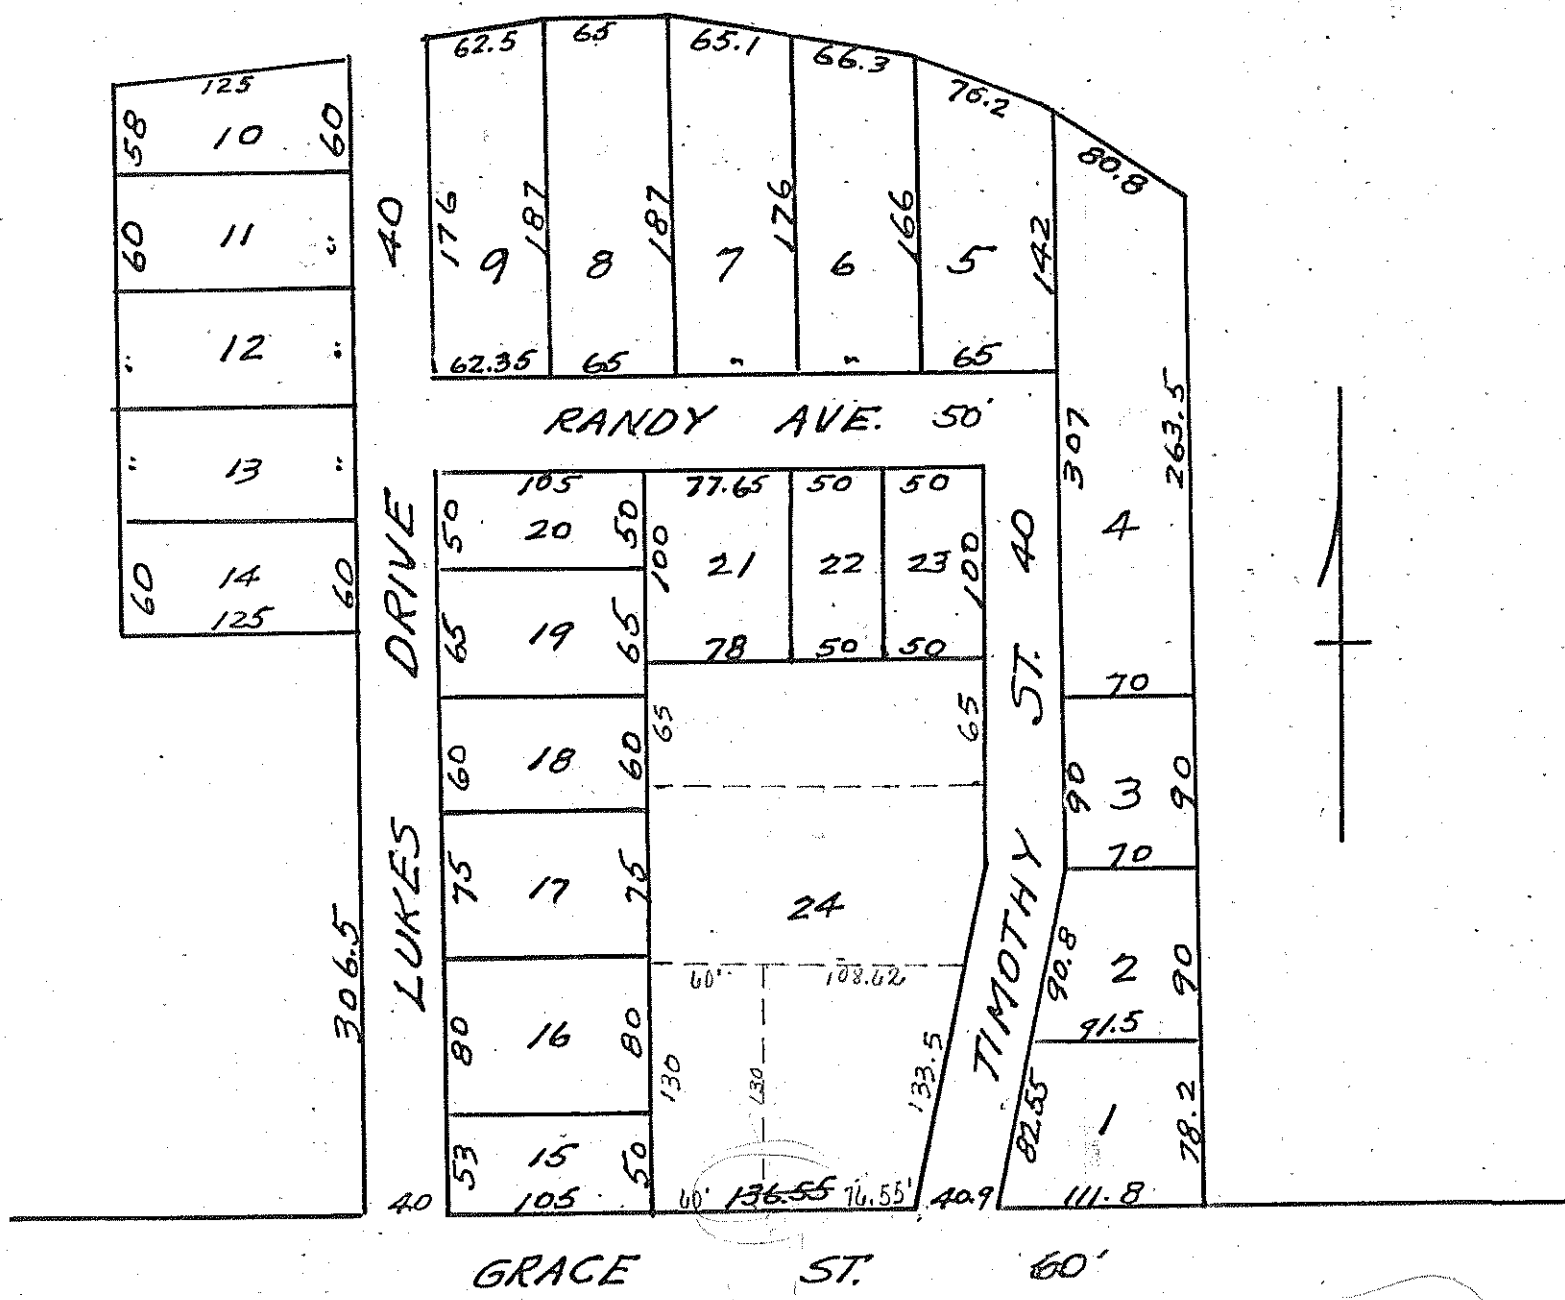 62.5 65 65.1 66.3 76.2 80.8
125
58 10 60
60 11 "
" 12 "
" 13 "
60 14 60
125
40
176 9 187 8 187 7 176 6 166 5 142
62.35 65 " " 65
RANDY AVE. 50'
307 4 263.5
70
105 77.65 50 50
50 20 50
100 21 22 23 100
78 50 50
65 19 65
60 18 60
75 17 75
80 16 80
53 15 50
105
LUKES DRIVE
306.5
40
65 65
24
60' 108.62
130 130 133.5
60' 136.55 76.55'
TIMOTHY ST. 40
40.9
90 3 90
70
90.8 2 90
91.5
82.55 1 78.2
111.8
GRACE ST. 60'